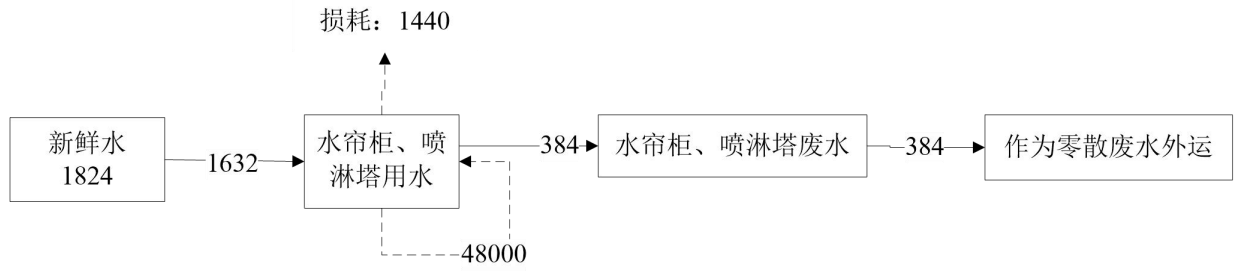 损耗：1440
新鲜水
1824
1632
水帘柜、喷
淋塔用水
384
水帘柜、喷淋塔废水
384
作为零散废水外运
48000